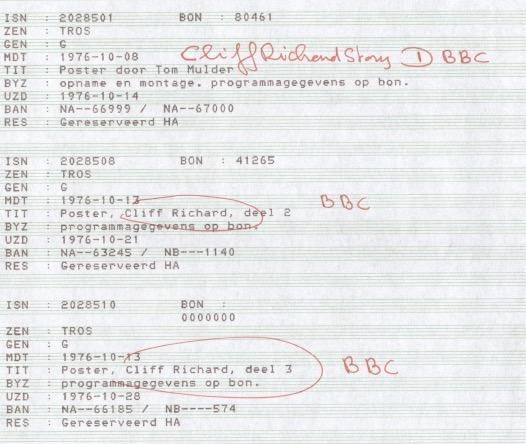 ISN : 2028501 BON : 80461
ZEN : TROS
GEN : G
MDT : 1976-10-08 Cliff Richard Story 1 BBC
TIT : Poster door Tom Mulder
BYZ : opname en montage. programmagegevens op bon.
UZD : 1976-10-14
BAN : NA--66999 / NA--67000
RES : Gereserveerd HA
ISN : 2028508 BON : 41265
ZEN : TROS
GEN : G
MDT : 1976-10-13 BBC
TIT : Poster, Cliff Richard, deel 2
BYZ : programmagegevens op bon.
UZD : 1976-10-21
BAN : NA--63245 / NB---1140
RES : Gereserveerd HA
ISN : 2028510 BON :
0000000
ZEN : TROS
GEN : G
MDT : 1976-10-13
TIT : Poster, Cliff Richard, deel 3 BBC
BYZ : programmagegevens op bon.
UZD : 1976-10-28
BAN : NA--66185 / NB----574
RES : Gereserveerd HA